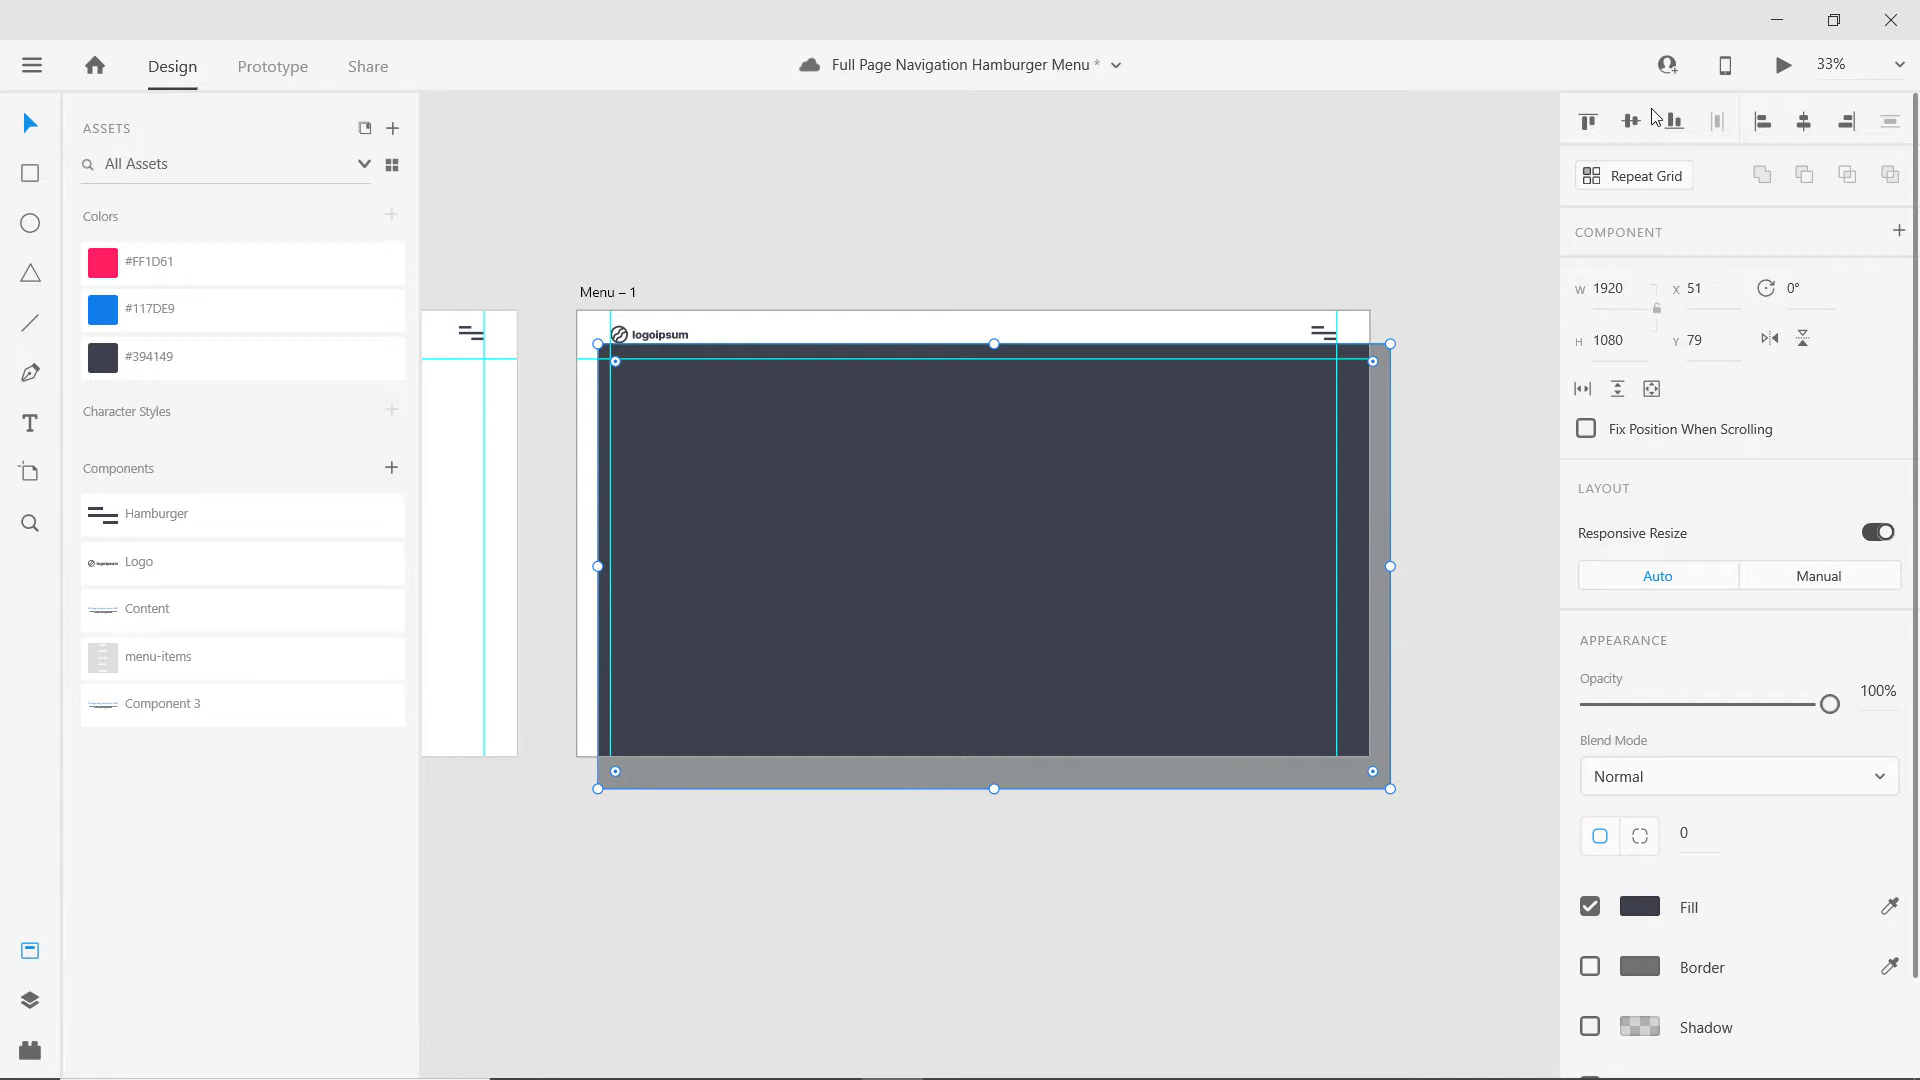 Design
Prototype
Share
Full Page Navigation Hamburger Menu *
33%
ASSETS
All Assets
Colors
#FF1D61
#117DE9
#394149
Character Styles
Components
Hamburger
Logo
Content
menu-items
Component 3
Menu – 1
logoipsum
Repeat Grid
COMPONENT
W 1920
X 51
0°
H 1080
Y 79
Fix Position When Scrolling
LAYOUT
Responsive Resize
Auto
Manual
APPEARANCE
Opacity
100%
Blend Mode
Normal
0
Fill
Border
Shadow